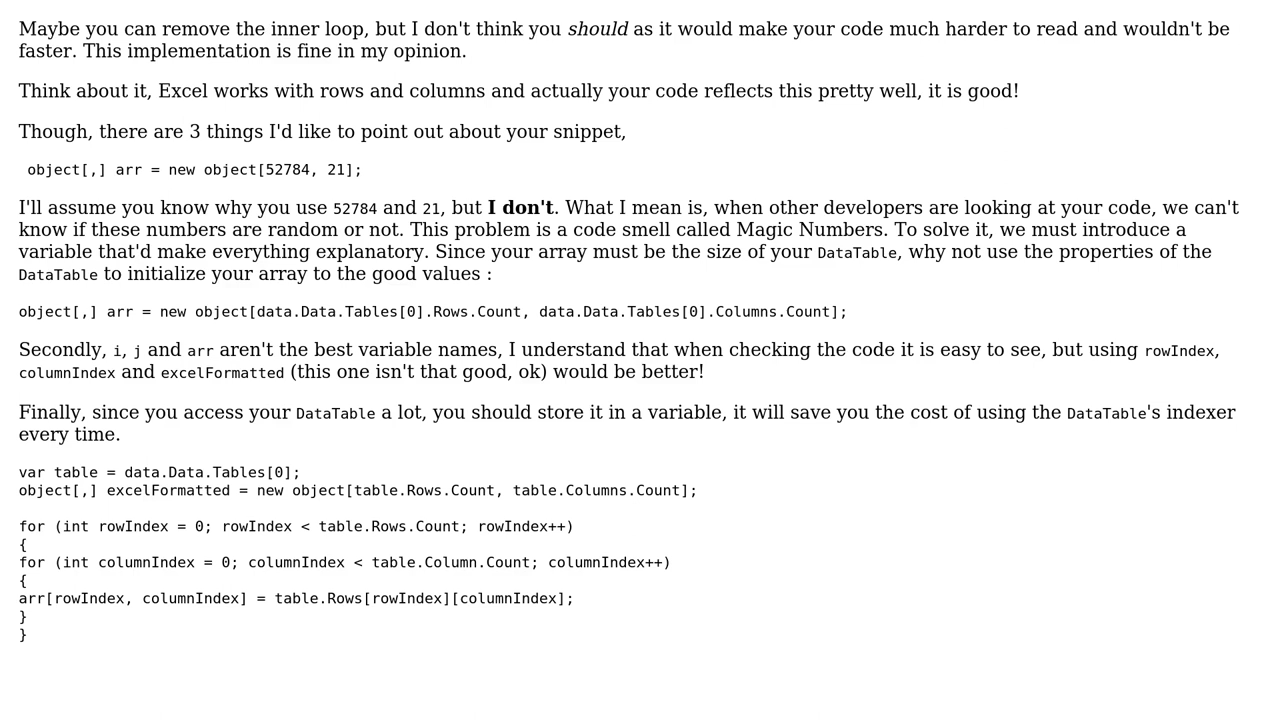 Maybe you can remove the inner loop, but I don't think you should as it would make your code much harder to read and wouldn't be
faster. This implementation is fine in my opinion.
Think about it, Excel works with rows and columns and actually your code reflects this pretty well, it is good!
Though, there are 3 things I'd like to point out about your snippet,
object[,] arr = new object[52784, 21];
I'll assume you know why you use 52784 and 21, but I don't. What I mean is, when other developers are looking at your code, we can't
know if these numbers are random or not. This problem is a code smell called Magic Numbers. To solve it, we must introduce a
variable that'd make everything explanatory. Since your array must be the size of your DataTable, why not use the properties of the
DataTable to initialize your array to the good values :
object[,] arr = new object[data.Data.Tables[0].Rows.Count, data.Data.Tables[0].Columns.Count];
Secondly, i, j and arr aren't the best variable names, I understand that when checking the code it is easy to see, but using rowIndex,
columnIndex and excelFormatted (this one isn't that good, ok) would be better!
Finally, since you access your DataTable a lot, you should store it in a variable, it will save you the cost of using the DataTable's indexer
every time.
var table = data.Data.Tables[0];
object[,] excelFormatted = new object[table.Rows.Count, table.Columns.Count];
for (int rowIndex = 0; rowIndex < table.Rows.Count; rowIndex++)
{
for (int columnIndex = 0; columnIndex < table.Column.Count; columnIndex++)
{
arr[rowIndex, columnIndex] = table.Rows[rowIndex][columnIndex];
}
}